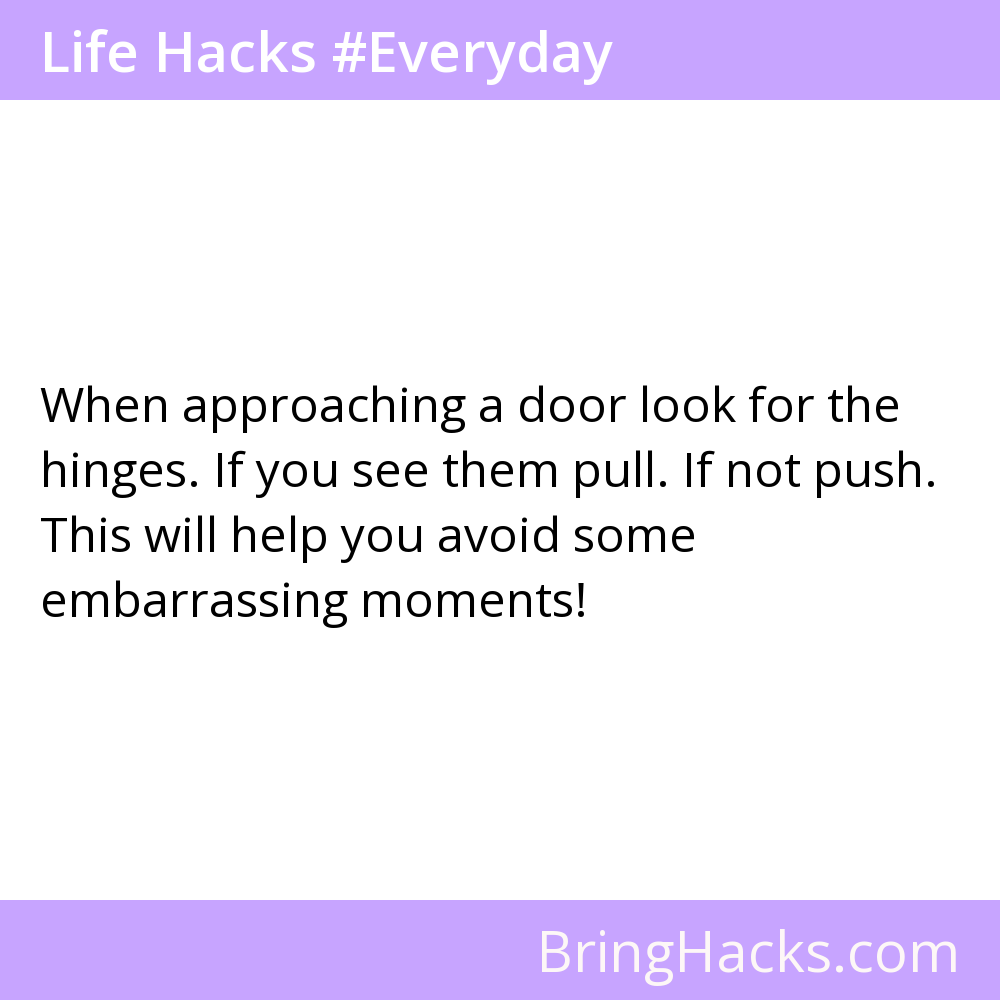 Life Hacks #Everyday
When approaching a door look for the
hinges. If you see them pull. If not push.
This will help you avoid some
embarrassing moments!
BringHacks.com